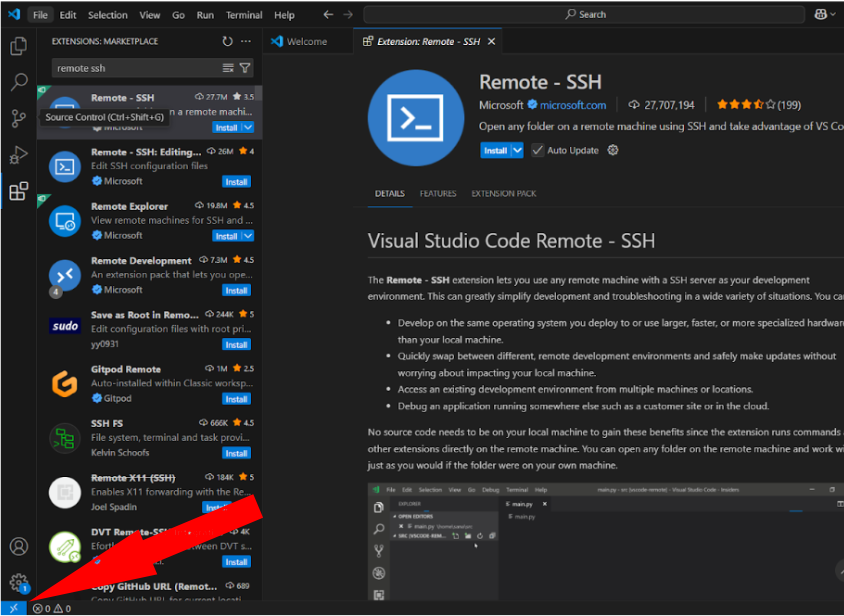 File Edit Selection View Go Run Terminal Help
Search
EXTENSIONS: MARKETPLACE
Welcome
Extension: Remote - SSH
remote ssh
Remote - SSH 27.7M 3.5
on a remote machi...
Source Control (Ctrl+Shift+G)
Microsoft Install
Remote - SSH: Editing... 26M 4
Edit SSH configuration files
Microsoft Install
Remote Explorer 19.8M 4.5
View remote machines for SSH and ...
Microsoft Install
Remote Development 7.3M 4.5
An extension pack that lets you ope...
4
Microsoft Install
sudo
Save as Root in Remo... 244K 5
Edit configuration files with root pri...
yy0931 Install
Gitpod Remote 1M 2.5
Auto-installed within Classic worksp...
Gitpod Install
SSH FS 666K 4.5
File system, terminal and task provi...
Kelvin Schoofs Install
Remote X11 (SSH) 184K 5
Enables X11 forwarding with the Re...
Joel Spadin
DVT Remote-SSH 4K
between DVT s...
Install
Copy GitHub URL (Remot... 689
1
0 0
Remote - SSH
Microsoft microsoft.com 27,707,194 (199)
Open any folder on a remote machine using SSH and take advantage of VS Co
Install Auto Update
DETAILS FEATURES EXTENSION PACK
Visual Studio Code Remote - SSH
The Remote - SSH extension lets you use any remote machine with a SSH server as your development
environment. This can greatly simplify development and troubleshooting in a wide variety of situations. You ca
• Develop on the same operating system you deploy to or use larger, faster, or more specialized hardwar
than your local machine.
• Quickly swap between different, remote development environments and safely make updates without
worrying about impacting your local machine.
• Access an existing development environment from multiple machines or locations.
• Debug an application running somewhere else such as a customer site or in the cloud.
No source code needs to be on your local machine to gain these benefits since the extension runs commands
other extensions directly on the remote machine. You can open any folder on the remote machine and work wi
just as you would if the folder were on your own machine.
File Edit Selection View Go Debug Terminal Help
main.py - src [vscode-remote] - Visual Studio Code - Insiders
EXPLORER
main.py
OPEN EDITORS
main.py
main.py
SRC [VSCODE-REM...